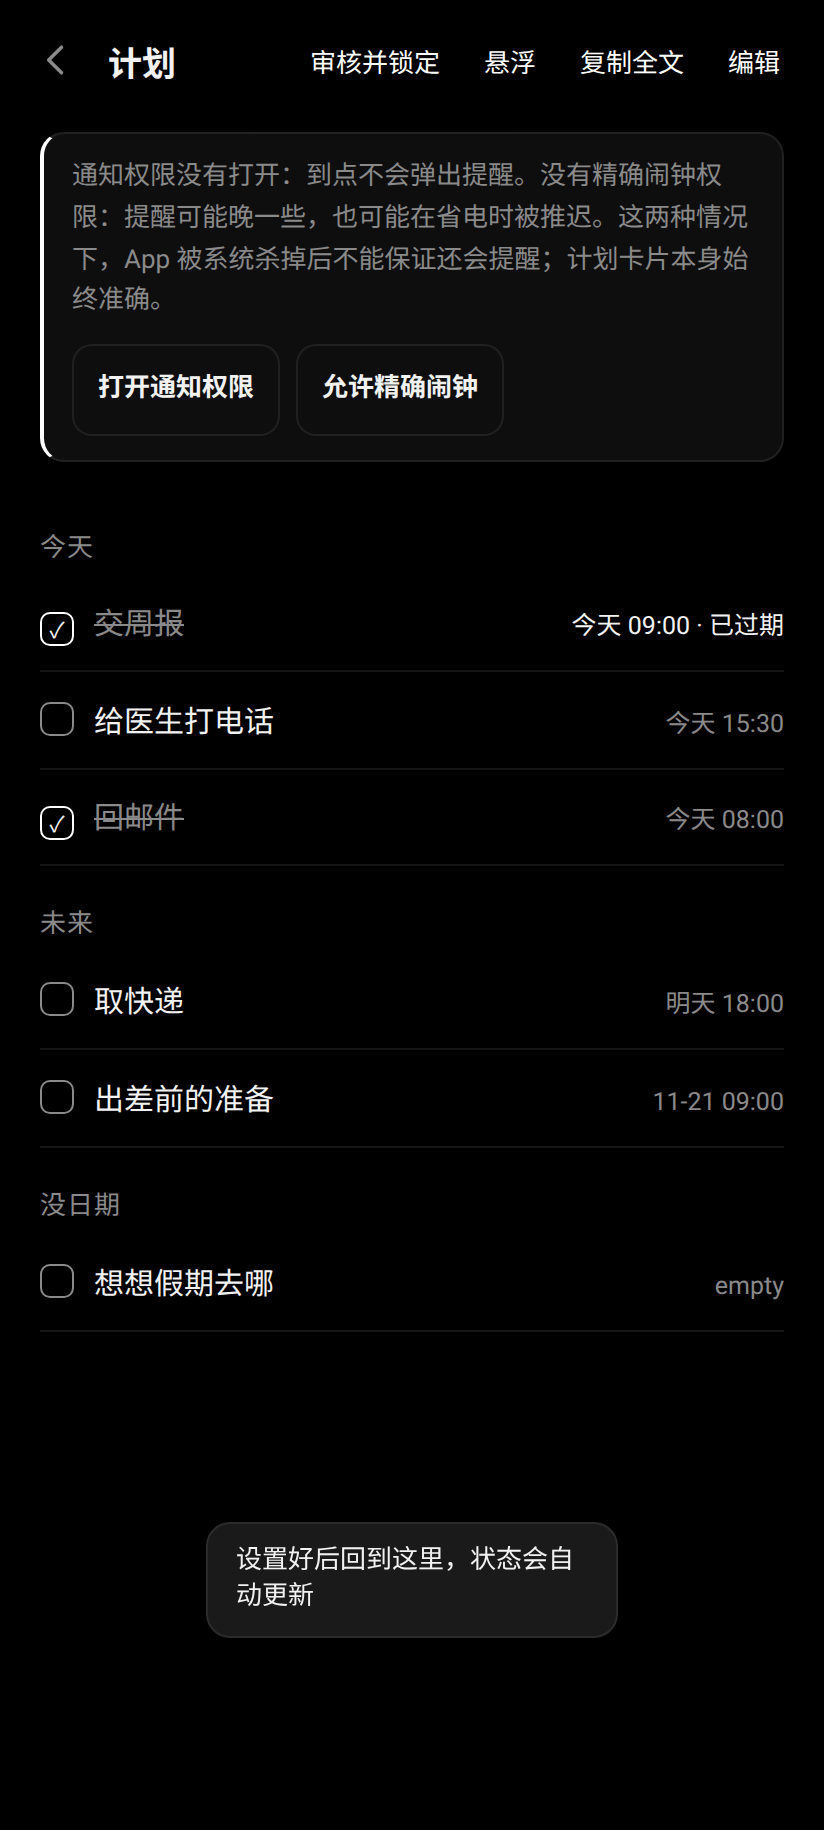 计划
审核并锁定
悬浮
复制全文
编辑
通知权限没有打开：到点不会弹出提醒。没有精确闹钟权
限：提醒可能晚一些，也可能在省电时被推迟。这两种情况
下，App 被系统杀掉后不能保证还会提醒；计划卡片本身始
终准确。
打开通知权限
允许精确闹钟
今天
交周报
今天 09:00 · 已过期
给医生打电话
今天 15:30
回邮件
今天 08:00
未来
取快递
明天 18:00
出差前的准备
11-21 09:00
没日期
想想假期去哪
empty
设置好后回到这里，状态会自
动更新